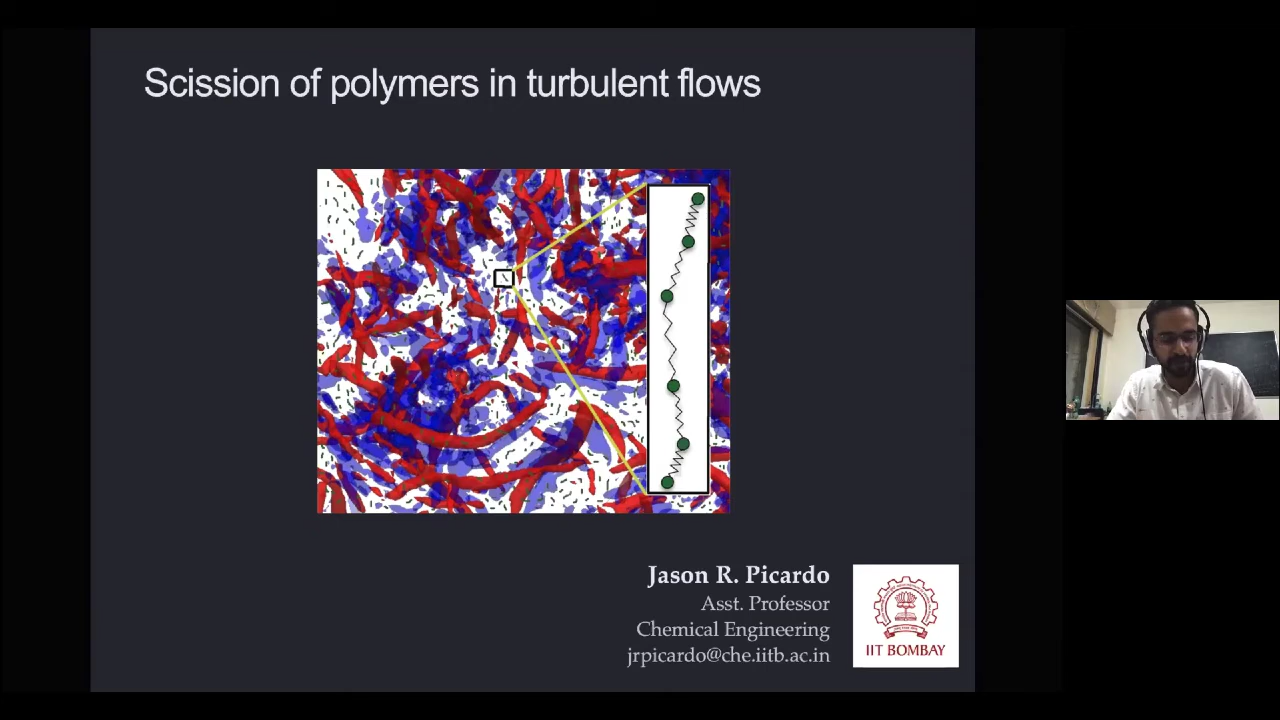 Scission of polymers in turbulent flows
Jason R. Picardo
Asst. Professor
Chemical Engineering
jrpicardo@che.iitb.ac.in
IIT BOMBAY